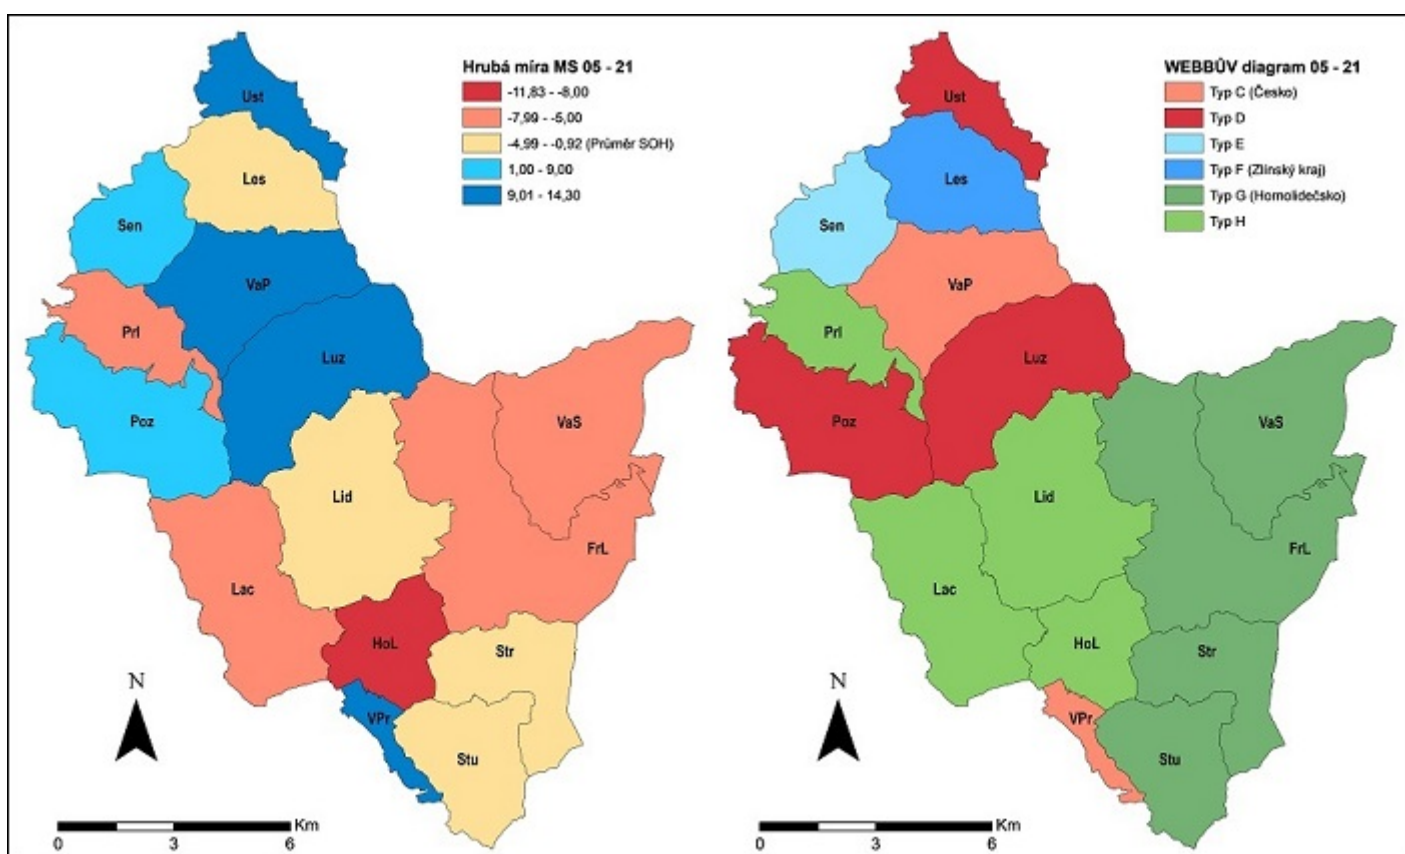 Hrubá míra MS 05 - 21
-11,83 - -8,00
-7,99 - -5,00
-4,99 - -0,92 (Průměr SOH)
1,00 - 9,00
9,01 - 14,30
Ust
Les
Sen
VaP
Prl
Luz
Poz
VaS
Lid
FrL
Lac
HoL
Str
VPr
Stu
N
0 3 6 Km
WEBBŮV diagram 05 - 21
Typ C (Česko)
Typ D
Typ E
Typ F (Zlínský kraj)
Typ G (Hornolidečsko)
Typ H
Ust
Les
Sen
VaP
Prl
Luz
Poz
VaS
Lid
FrL
Lac
HoL
Str
VPr
Stu
N
0 3 6 Km